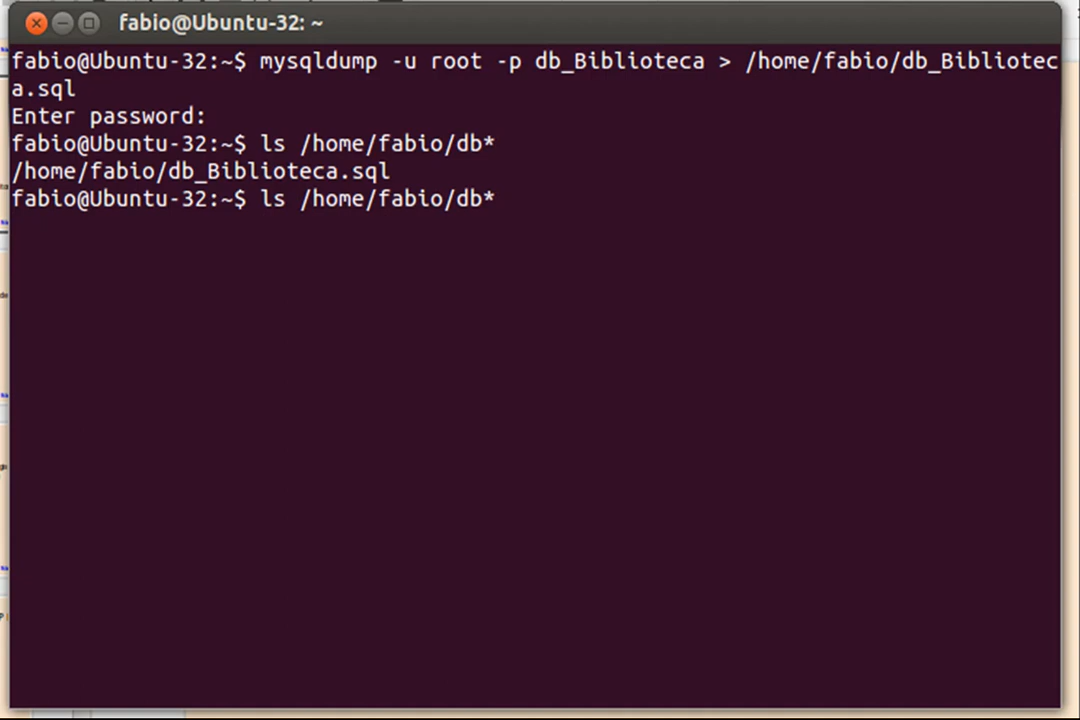 fabio@Ubuntu-32: ~
fabio@Ubuntu-32:~$ mysqldump -u root -p db_Biblioteca > /home/fabio/db_Bibliotec
a.sql
Enter password:
fabio@Ubuntu-32:~$ ls /home/fabio/db*
/home/fabio/db_Biblioteca.sql
fabio@Ubuntu-32:~$ ls /home/fabio/db*